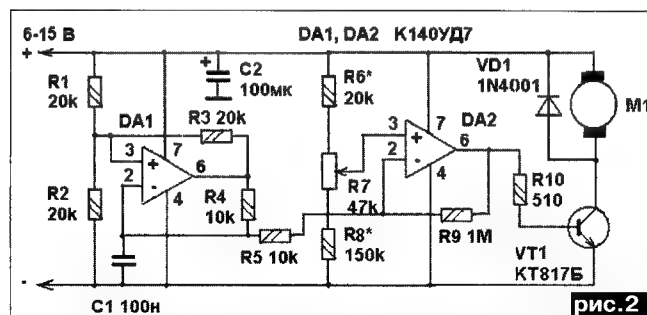 6-15 В
DA1, DA2 К140УД7
+
R1
20k
C2
100мк
+
R6*
20k
VD1
1N4001
M1
DA1
R3 20k
DA2
3
2
+
-
7
6
4
3
2
+
-
7
6
4
R2
20k
R4
10k
R7
47k
R10
510
R5 10k
R8*
150k
R9 1M
VT1
КТ817Б
-
C1 100н
рис.2